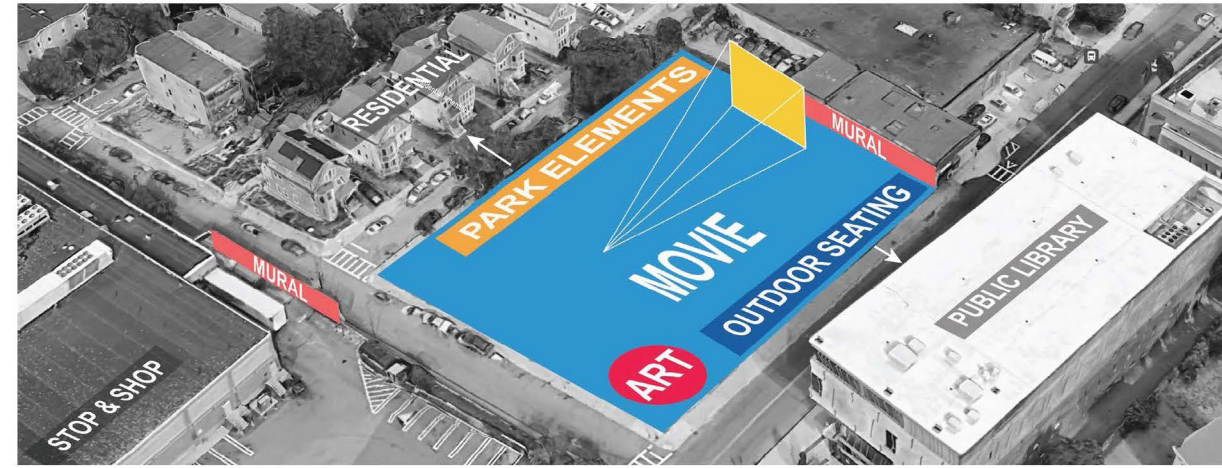 RESIDENTIAL
PARK ELEMENTS
MURAL
MOVIE
OUTDOOR SEATING
PUBLIC LIBRARY
MURAL
ART
STOP & SHOP